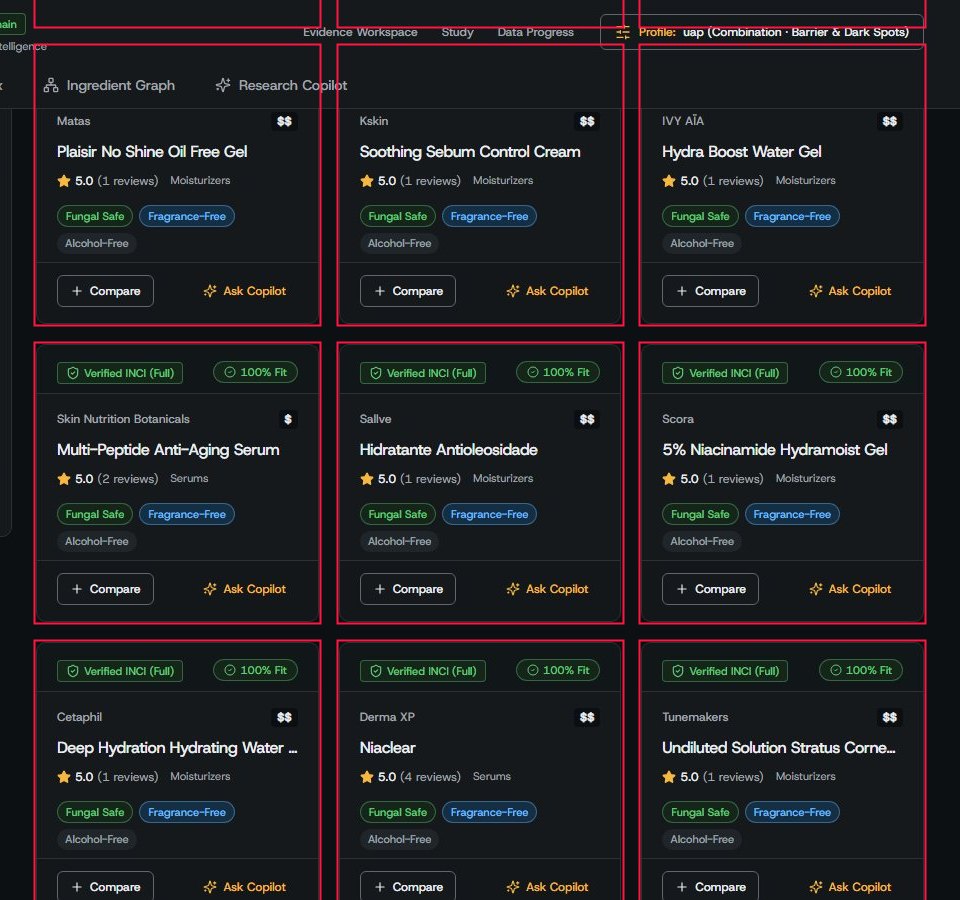 ain
Evidence Workspace Study Data Progress Profile: uap (Combination · Barrier & Dark Spots)
telligence
Ingredient Graph Research Copilot
Matas $$ Kskin $$ IVY AÏA $$
Plaisir No Shine Oil Free Gel Soothing Sebum Control Cream Hydra Boost Water Gel
5.0 (1 reviews) Moisturizers 5.0 (1 reviews) Moisturizers 5.0 (1 reviews) Moisturizers
Fungal Safe Fragrance-Free Fungal Safe Fragrance-Free Fungal Safe Fragrance-Free
Alcohol-Free Alcohol-Free Alcohol-Free
+ Compare Ask Copilot + Compare Ask Copilot + Compare Ask Copilot
Verified INCI (Full) 100% Fit Verified INCI (Full) 100% Fit Verified INCI (Full) 100% Fit
Skin Nutrition Botanicals $ Sallve $$ Scora $$
Multi-Peptide Anti-Aging Serum Hidratante Antioleosidade 5% Niacinamide Hydramoist Gel
5.0 (2 reviews) Serums 5.0 (1 reviews) Moisturizers 5.0 (1 reviews) Moisturizers
Fungal Safe Fragrance-Free Fungal Safe Fragrance-Free Fungal Safe Fragrance-Free
Alcohol-Free Alcohol-Free Alcohol-Free
+ Compare Ask Copilot + Compare Ask Copilot + Compare Ask Copilot
Verified INCI (Full) 100% Fit Verified INCI (Full) 100% Fit Verified INCI (Full) 100% Fit
Cetaphil $$ Derma XP $$ Tunemakers $$
Deep Hydration Hydrating Water ... Niaclear Undiluted Solution Stratus Corne...
5.0 (1 reviews) Moisturizers 5.0 (4 reviews) Serums 5.0 (1 reviews) Moisturizers
Fungal Safe Fragrance-Free Fungal Safe Fragrance-Free Fungal Safe Fragrance-Free
Alcohol-Free Alcohol-Free Alcohol-Free
+ Compare Ask Copilot + Compare Ask Copilot + Compare Ask Copilot